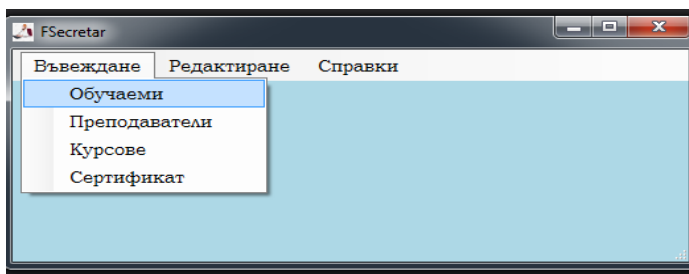 FSecretar
Въвеждане Редактиране Справки
Обучаеми
Преподаватели
Курсове
Сертификат